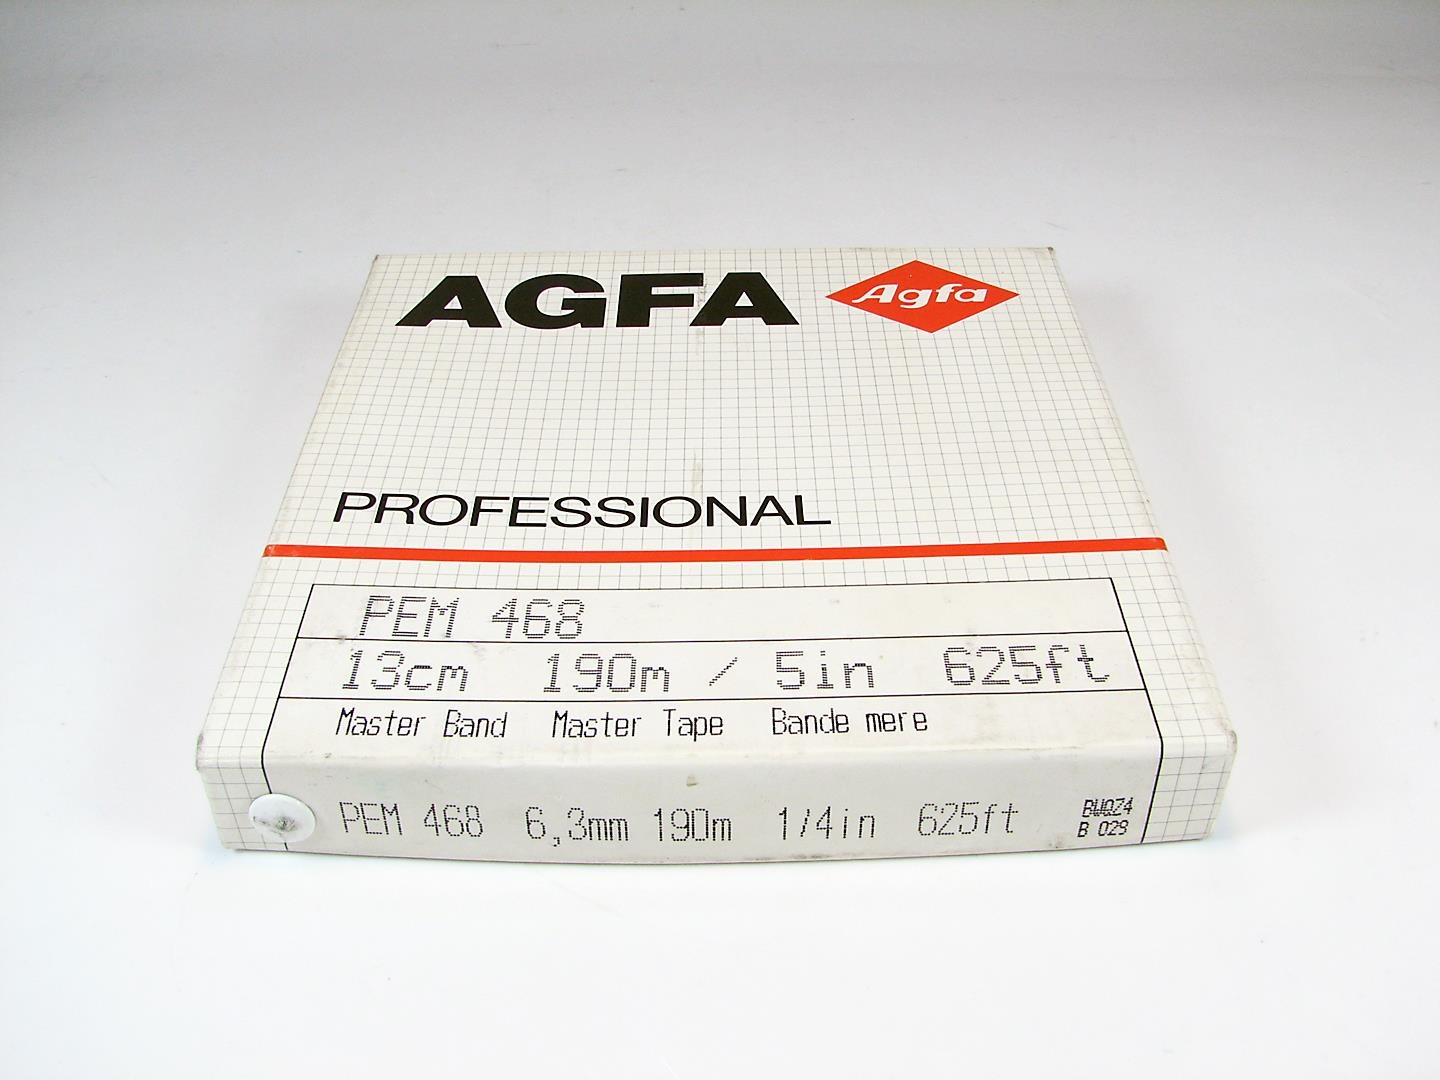 AGFA Agfa
PROFESSIONAL
PEM 468
13cm 190m / 5in 625ft
Master Band Master Tape Bande mere
PEM 468 6,3mm 190m 1/4in 625ft
BWQZ4
B 029